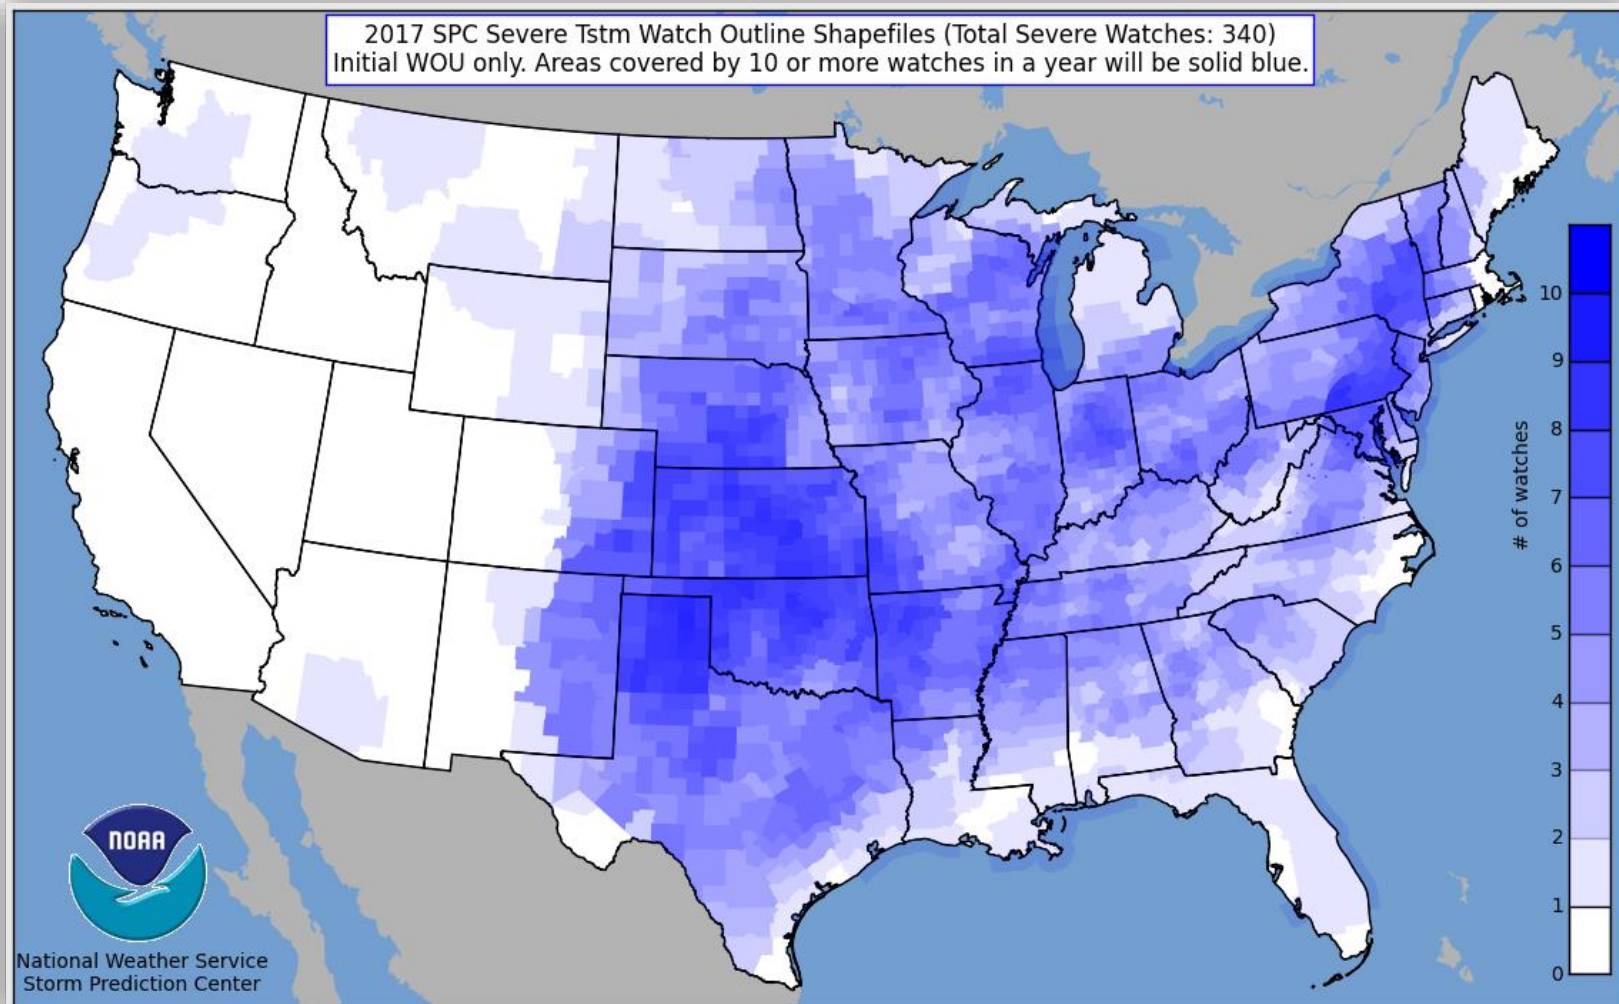 2017 SPC Severe Tstm Watch Outline Shapefiles (Total Severe Watches: 340)
Initial WOU only. Areas covered by 10 or more watches in a year will be solid blue.
10
9
8
7
6
5
4
3
2
1
0
# of watches
NOAA
National Weather Service
Storm Prediction Center